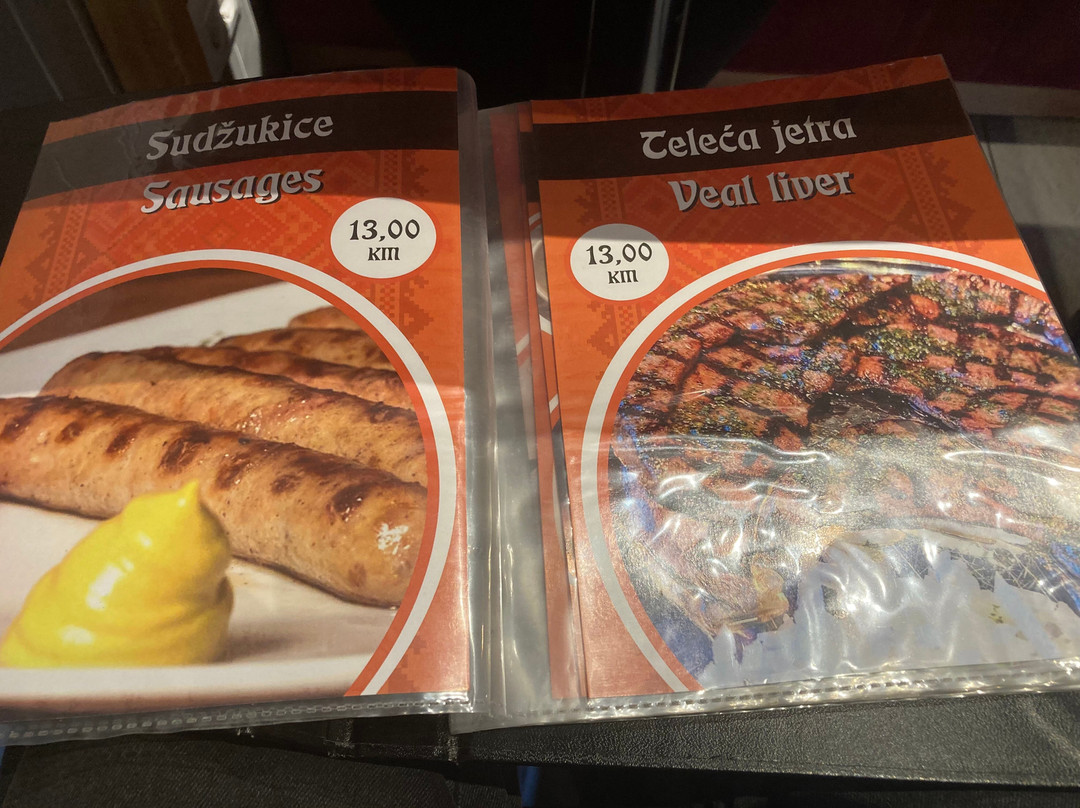 Sudžukice
Sausages
13,00
KM
Teleća jetra
Veal liver
13,00
KM